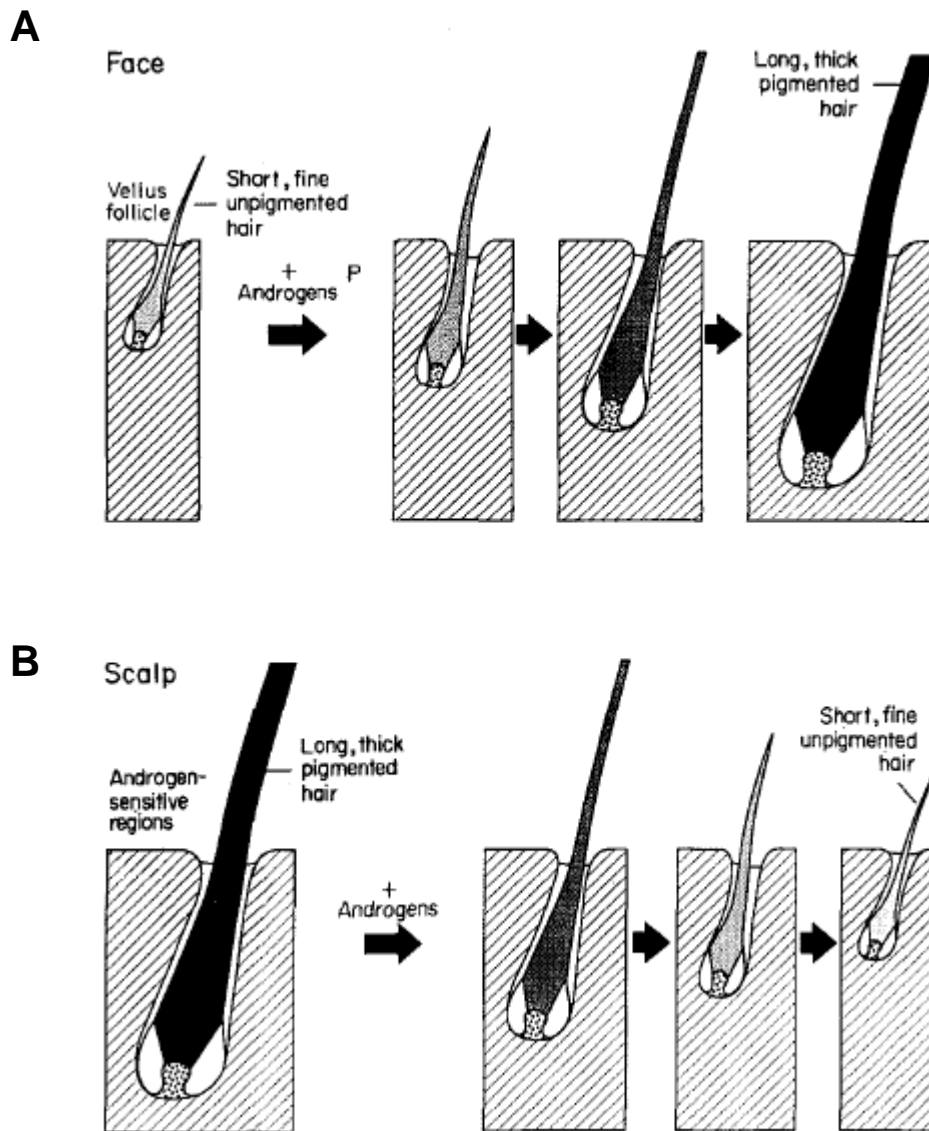 A
Face
Long, thick
pigmented
hair
Vellus
follicle
Short, fine
unpigmented
hair
+
Androgens P
B
Scalp
Long, thick
pigmented
hair
Androgen-
sensitive
regions
Short, fine
unpigmented
hair
+
Androgens